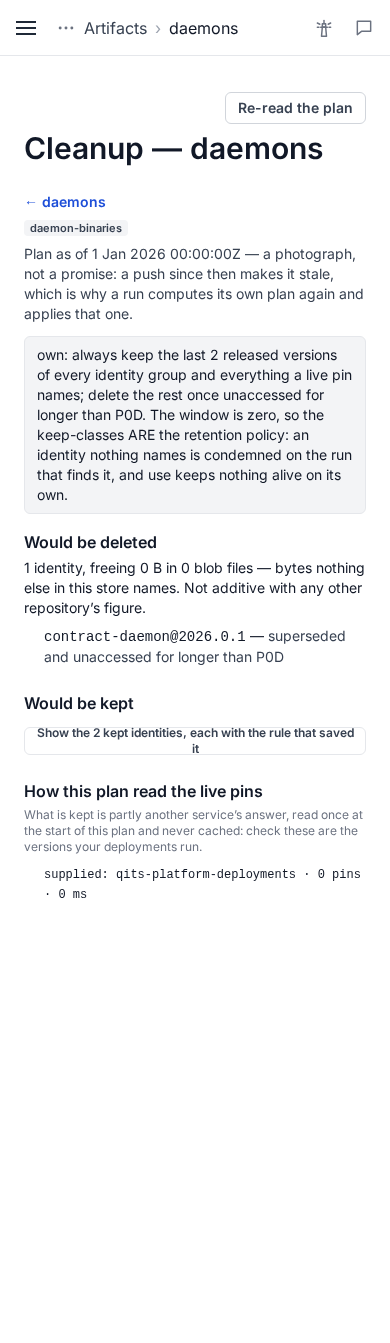 ··· Artifacts › daemons
Re-read the plan
Cleanup — daemons
← daemons
daemon-binaries
Plan as of 1 Jan 2026 00:00:00Z — a photograph,
not a promise: a push since then makes it stale,
which is why a run computes its own plan again and
applies that one.
own: always keep the last 2 released versions
of every identity group and everything a live pin
names; delete the rest once unaccessed for
longer than P0D. The window is zero, so the
keep-classes ARE the retention policy: an
identity nothing names is condemned on the run
that finds it, and use keeps nothing alive on its
own.
Would be deleted
1 identity, freeing 0 B in 0 blob files — bytes nothing
else in this store names. Not additive with any other
repository’s figure.
contract-daemon@2026.0.1 — superseded
and unaccessed for longer than P0D
Would be kept
Show the 2 kept identities, each with the rule that saved
it
How this plan read the live pins
What is kept is partly another service’s answer, read once at
the start of this plan and never cached: check these are the
versions your deployments run.
supplied: qits-platform-deployments · 0 pins
· 0 ms